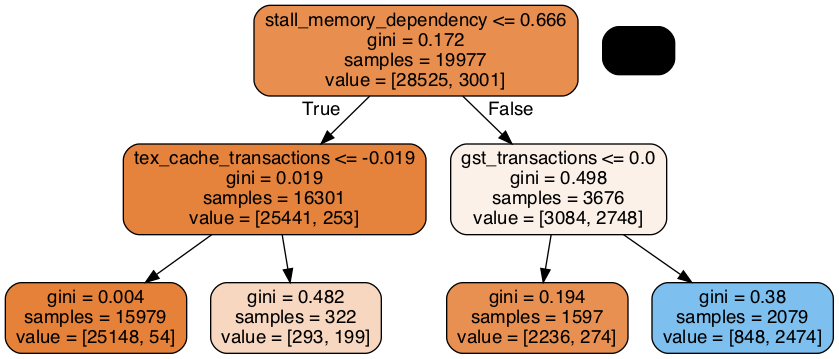 stall_memory_dependency <= 0.666
gini = 0.172
samples = 19977
value = [28525, 3001]
True
False
tex_cache_transactions <= -0.019
gini = 0.019
samples = 16301
value = [25441, 253]
gst_transactions <= 0.0
gini = 0.498
samples = 3676
value = [3084, 2748]
gini = 0.004
samples = 15979
value = [25148, 54]
gini = 0.482
samples = 322
value = [293, 199]
gini = 0.194
samples = 1597
value = [2236, 274]
gini = 0.38
samples = 2079
value = [848, 2474]